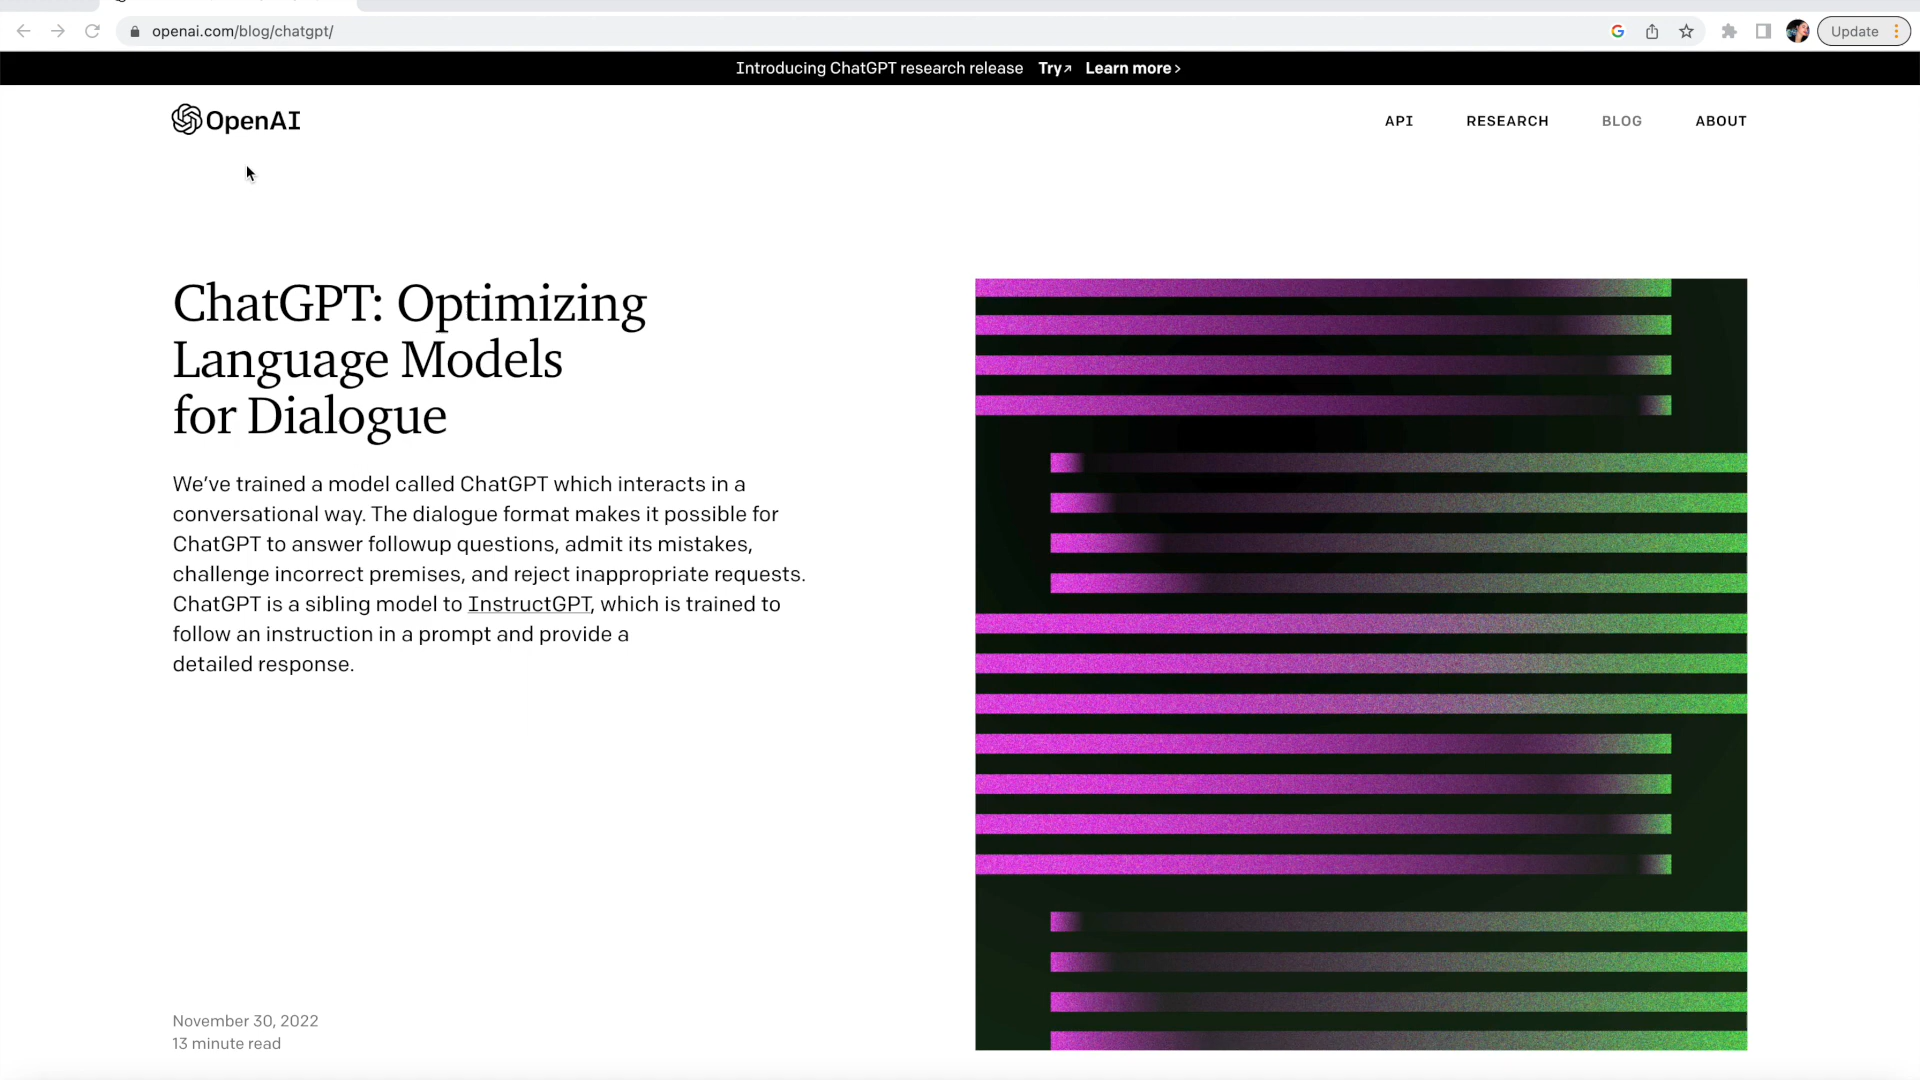 openai.com/blog/chatgpt/
Update
Introducing ChatGPT research release Try↗ Learn more ›
OpenAI
API RESEARCH BLOG ABOUT
ChatGPT: Optimizing
Language Models
for Dialogue
We’ve trained a model called ChatGPT which interacts in a
conversational way. The dialogue format makes it possible for
ChatGPT to answer followup questions, admit its mistakes,
challenge incorrect premises, and reject inappropriate requests.
ChatGPT is a sibling model to InstructGPT, which is trained to
follow an instruction in a prompt and provide a
detailed response.
November 30, 2022
13 minute read